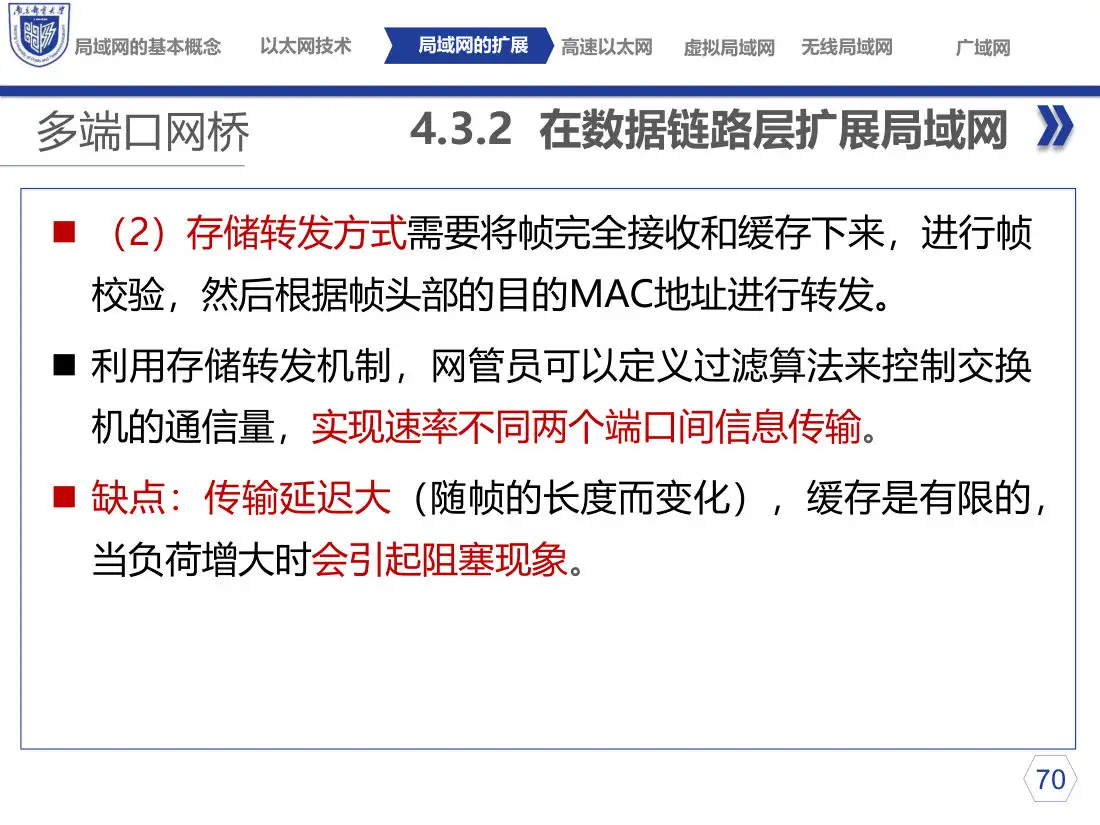 南京邮电大学
局域网的基本概念
以太网技术
局域网的扩展
高速以太网
虚拟局域网
无线局域网
广域网
多端口网桥
4.3.2 在数据链路层扩展局域网
（2）存储转发方式需要将帧完全接收和缓存下来，进行帧
校验，然后根据帧头部的目的MAC地址进行转发。
利用存储转发机制，网管员可以定义过滤算法来控制交换
机的通信量，实现速率不同两个端口间信息传输。
缺点：传输延迟大（随帧的长度而变化），缓存是有限的，
当负荷增大时会引起阻塞现象。
70